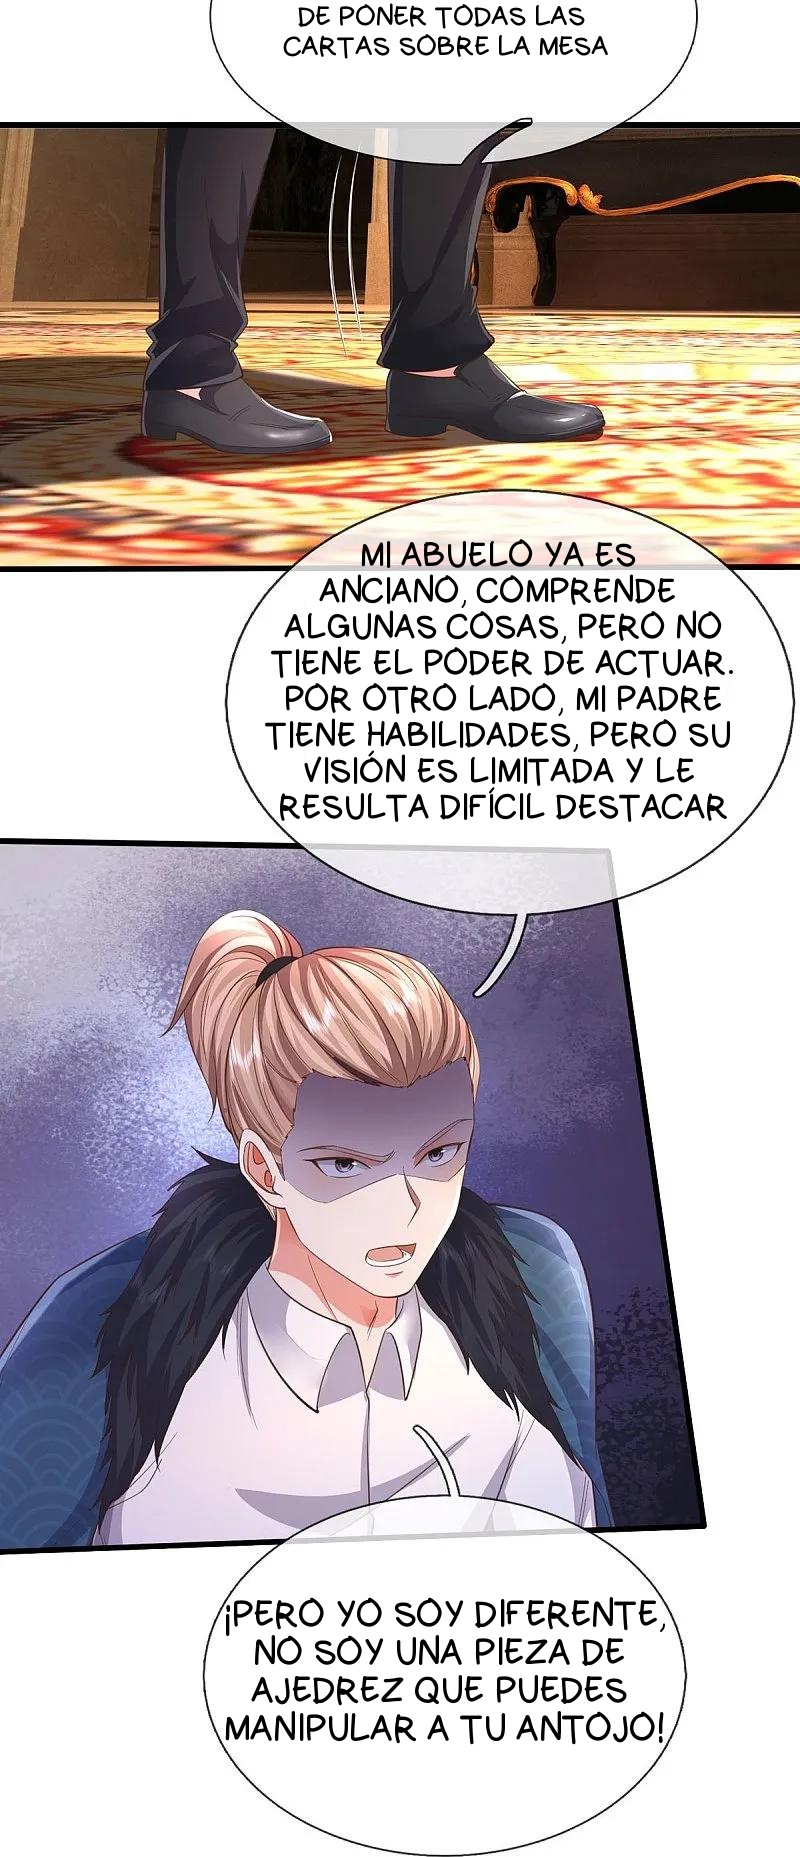 DE PONER TODAS LAS
CARTAS SOBRE LA MESA
MI ABUELO YA ES
ANCIANO, COMPRENDE
ALGUNAS COSAS, PERO NO
TIENE EL PODER DE ACTUAR.
POR OTRO LADO, MI PADRE
TIENE HABILIDADES, PERO SU
VISIÓN ES LIMITADA Y LE
RESULTA DIFÍCIL DESTACAR
¡PERO YO SOY DIFERENTE,
NO SOY UNA PIEZA DE
AJEDREZ QUE PUEDES
MANIPULAR A TU ANTOJO!